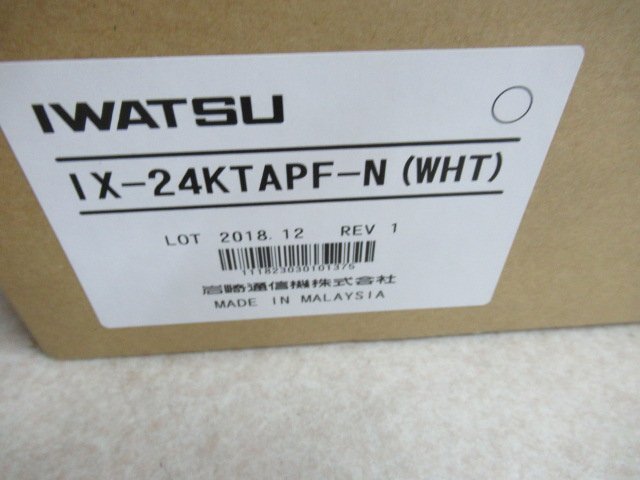 IWATSU
IX-24KTAPF-N (WHT)
LOT 2018.12 REV 1
111823030101375
岩崎通信機株式会社
MADE IN MALAYSIA